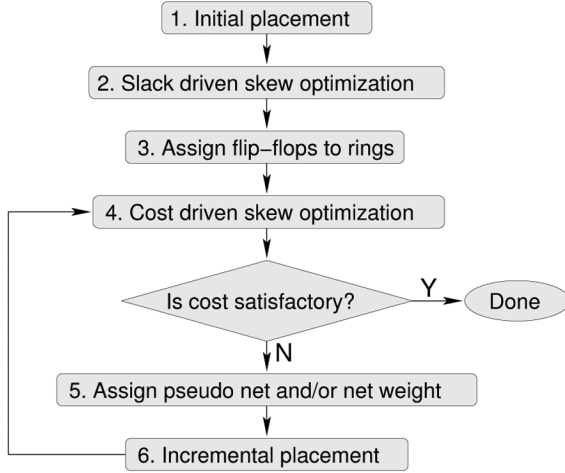 1. Initial placement
2. Slack driven skew optimization
3. Assign flip−flops to rings
4. Cost driven skew optimization
Is cost satisfactory?
Y
Done
N
5. Assign pseudo net and/or net weight
6. Incremental placement